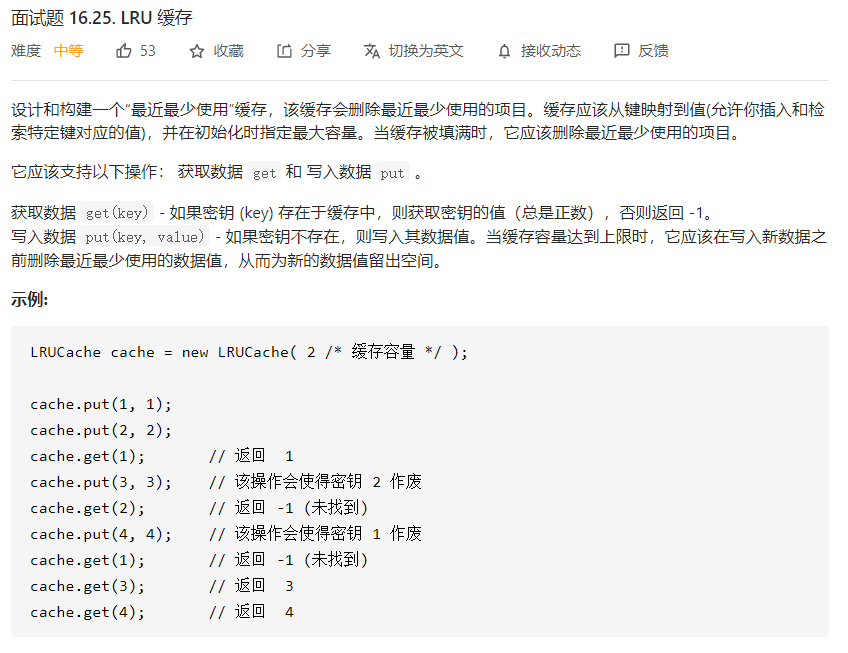 面试题 16.25. LRU 缓存
难度 中等 53 收藏 分享 切换为英文 接收动态 反馈
设计和构建一个“最近最少使用”缓存，该缓存会删除最近最少使用的项目。缓存应该从键映射到值(允许你插入和检
索特定键对应的值)，并在初始化时指定最大容量。当缓存被填满时，它应该删除最近最少使用的项目。
它应该支持以下操作： 获取数据 get 和 写入数据 put 。
获取数据 get(key) - 如果密钥 (key) 存在于缓存中，则获取密钥的值（总是正数），否则返回 -1。
写入数据 put(key, value) - 如果密钥不存在，则写入其数据值。当缓存容量达到上限时，它应该在写入新数据之
前删除最近最少使用的数据值，从而为新的数据值留出空间。
示例:
LRUCache cache = new LRUCache( 2 /* 缓存容量 */ );
cache.put(1, 1);
cache.put(2, 2);
cache.get(1);       // 返回  1
cache.put(3, 3);    // 该操作会使得密钥 2 作废
cache.get(2);       // 返回 -1 (未找到)
cache.put(4, 4);    // 该操作会使得密钥 1 作废
cache.get(1);       // 返回 -1 (未找到)
cache.get(3);       // 返回  3
cache.get(4);       // 返回  4